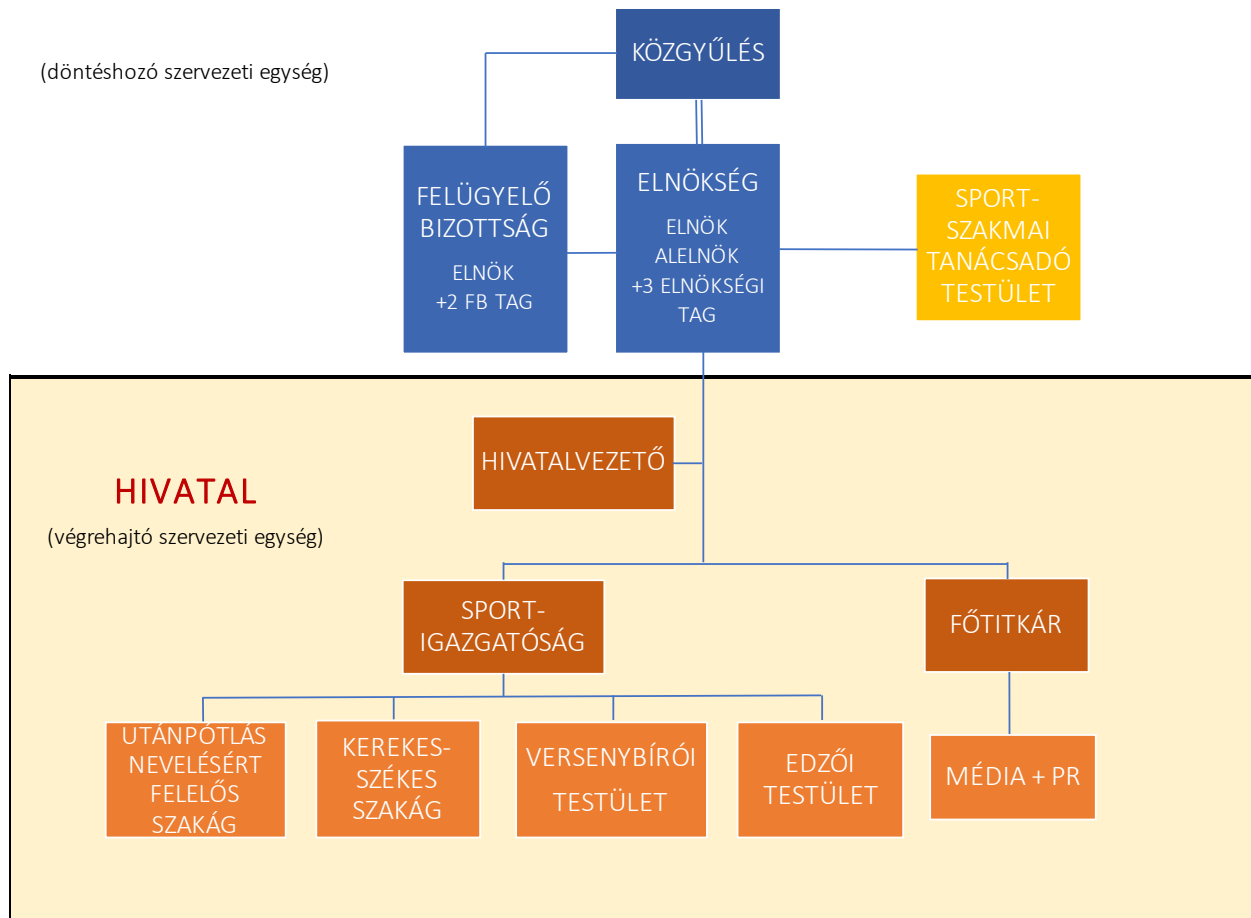 KÖZGYŰLÉS
(döntéshozó szervezeti egység)
FELÜGYELŐ
BIZOTTSÁG
ELNÖK
+2 FB TAG
ELNÖKSÉG
ELNÖK
ALELNÖK
+3 ELNÖKSÉGI
TAG
SPORT-
SZAKMAI
TANÁCSADÓ
TESTÜLET
HIVATALVEZETŐ
HIVATAL
(végrehajtó szervezeti egység)
SPORT-
IGAZGATÓSÁG
FŐTITKÁR
UTÁNPÓTLÁS
NEVELÉSÉRT
FELELŐS
SZAKÁG
KEREKES-
SZÉKES
SZAKÁG
VERSENYBÍRÓI
TESTÜLET
EDZŐI
TESTÜLET
MÉDIA + PR